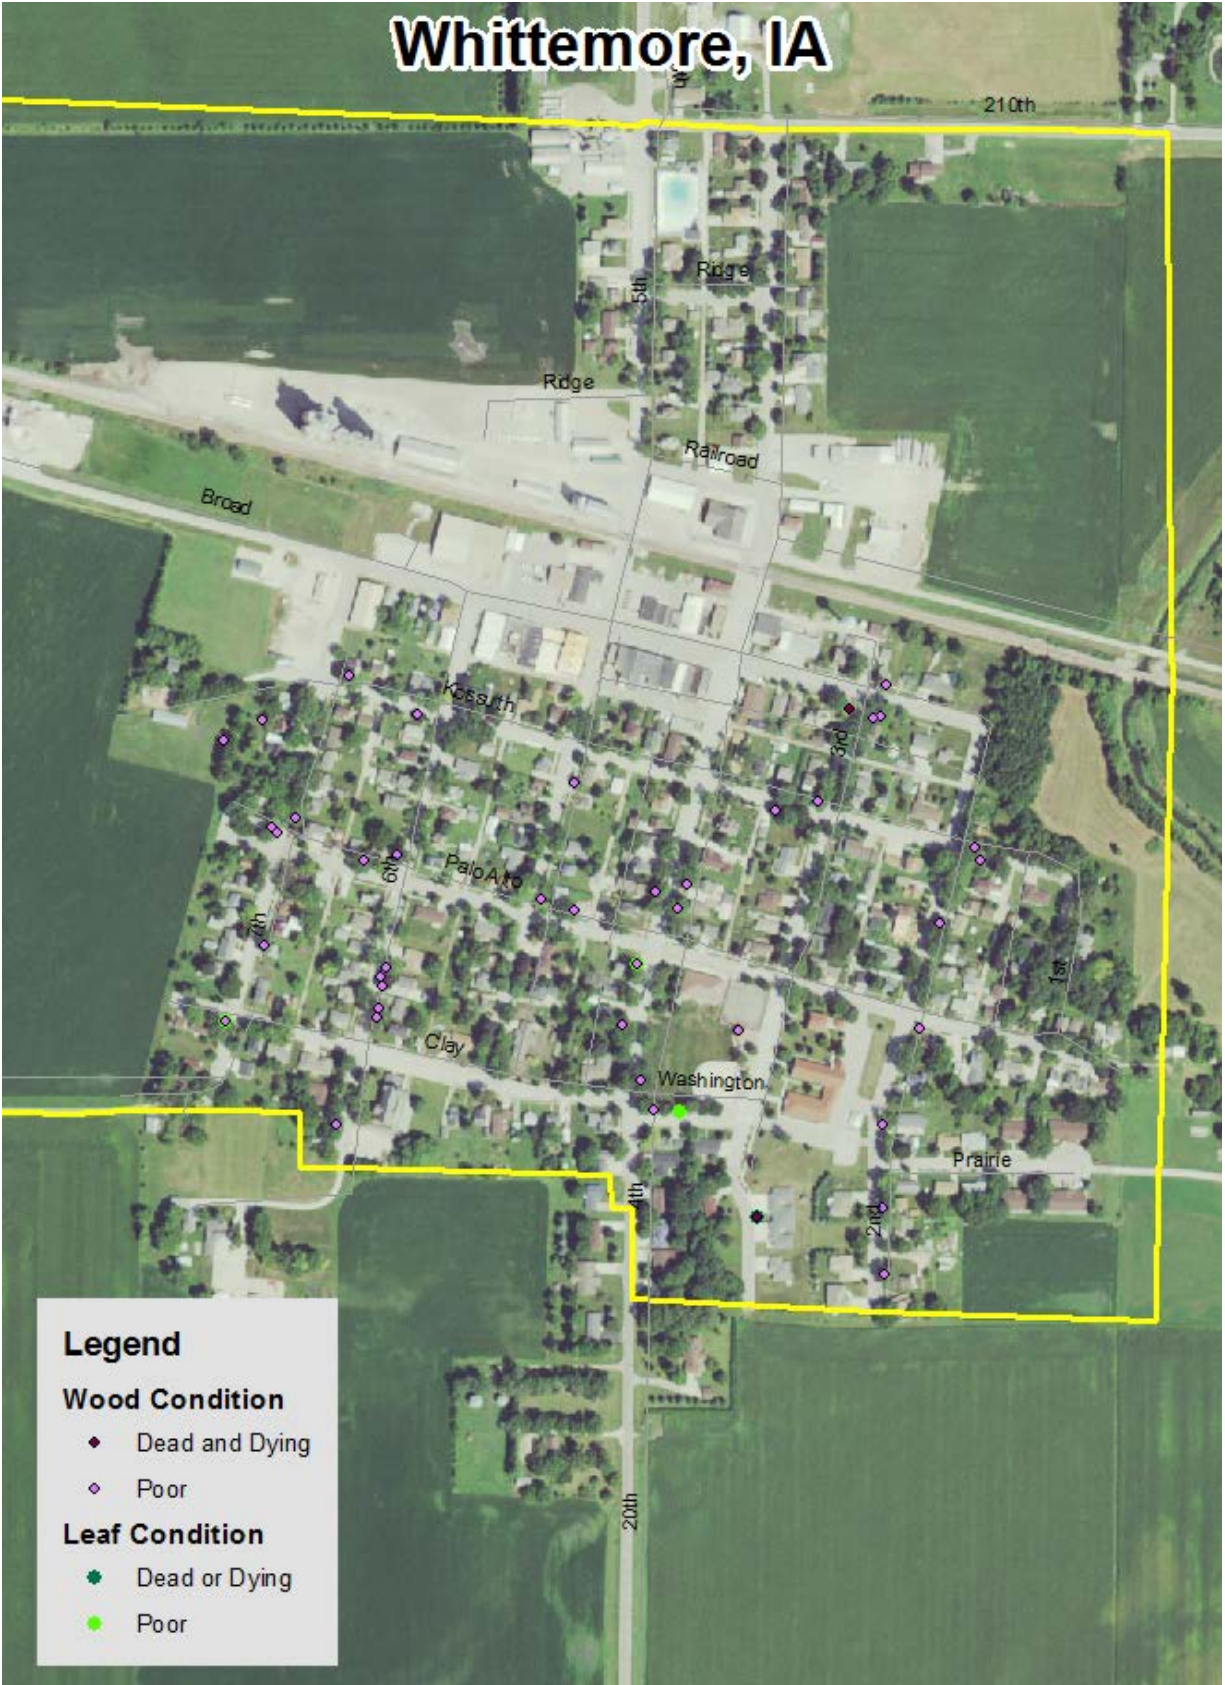 Whittemore, IA
210th
Ridge
5th
Ridge
Railroad
Broad
Kossuth
3rd
6th
Palo Alto
7th
1st
Clay
Washington
Prairie
4th
2nd
20th
Legend
Wood Condition
Dead and Dying
Poor
Leaf Condition
Dead or Dying
Poor